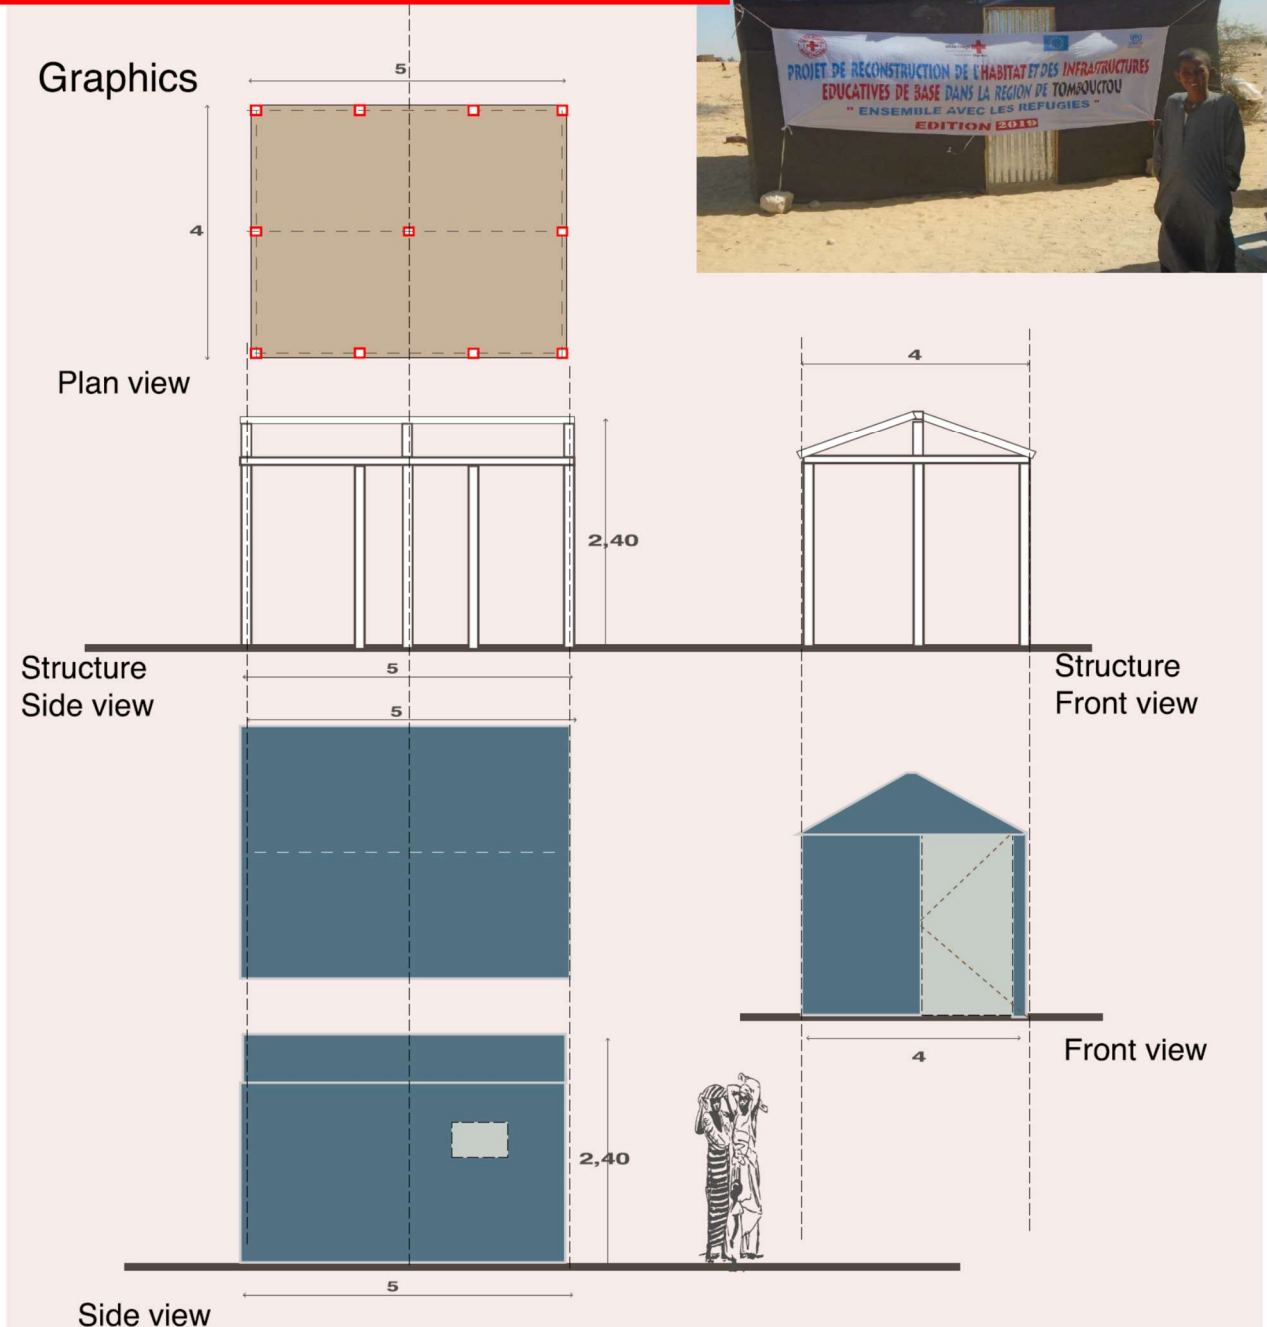 Graphics
5
4
Plan view
PROJET DE RECONSTRUCTION DE L'HABITAT ET DES INFRASTRUCTURES
EDUCATIVES DE BASE DANS LA REGION DE TOMBOUCTOU
" ENSEMBLE AVEC LES REFUGIES "
EDITION 2019
4
2,40
Structure
Side view
5
Structure
Front view
5
4
Front view
2,40
5
Side view